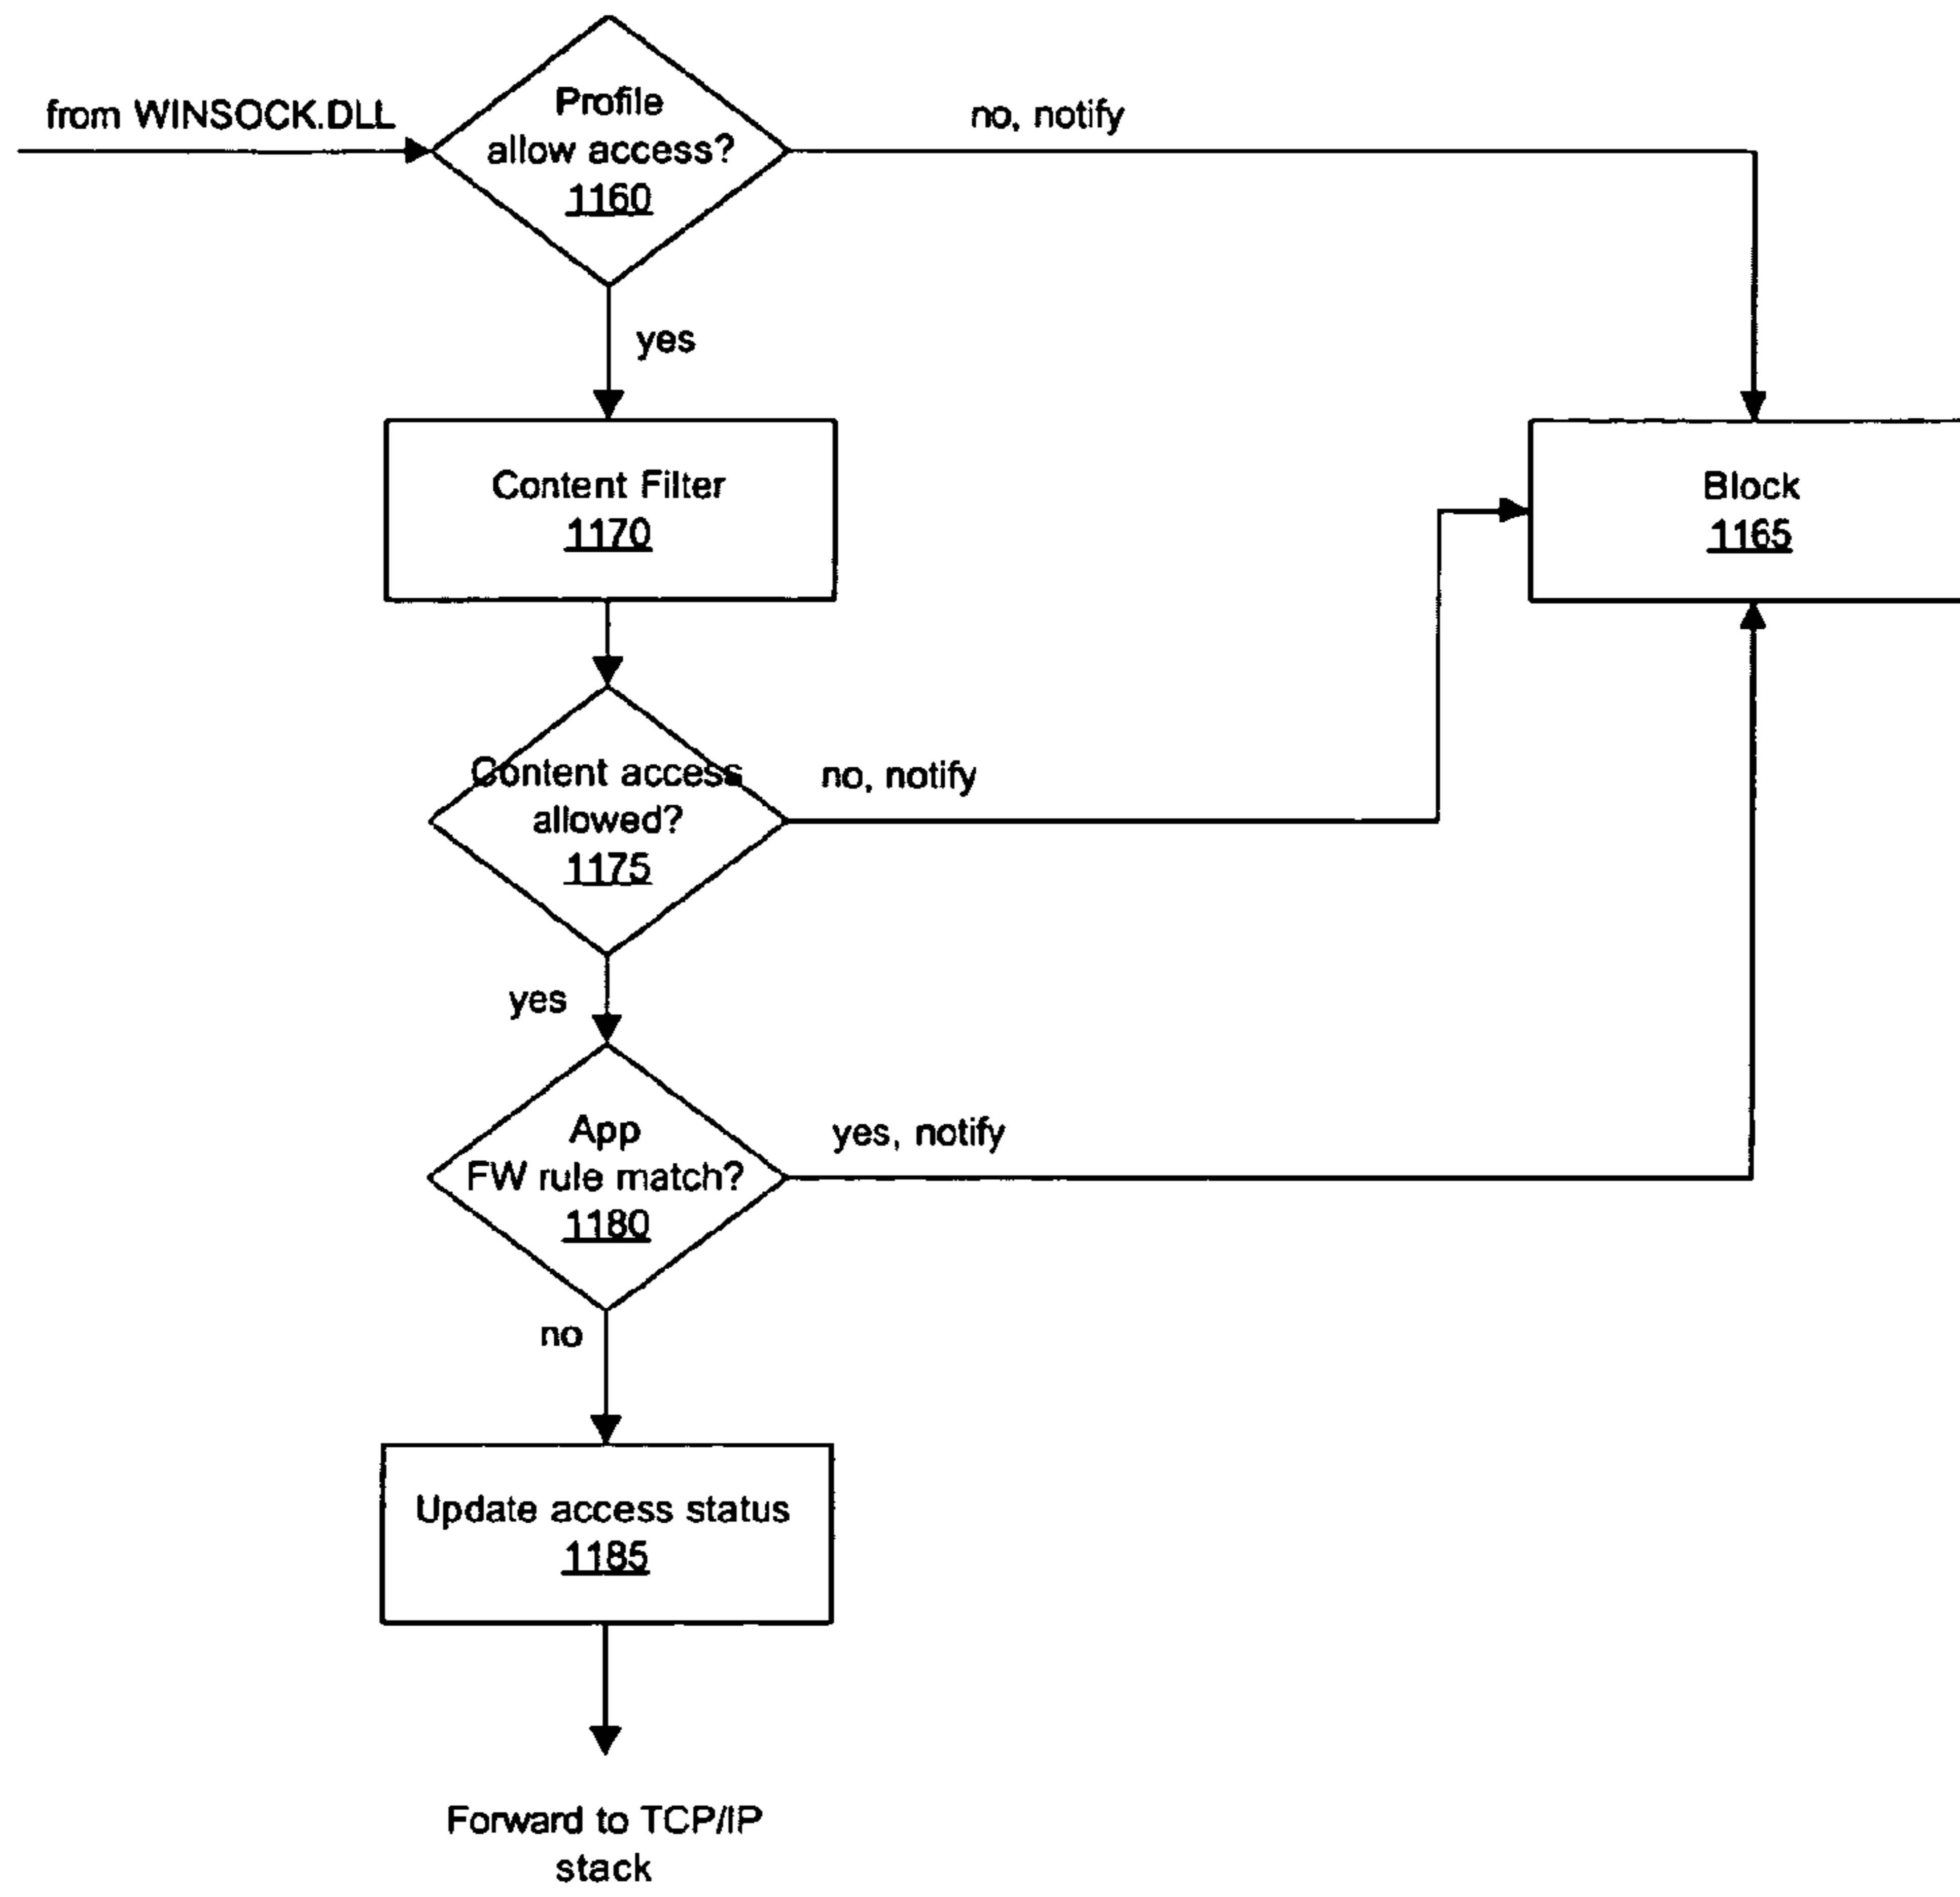 from WINSOCK.DLL
Profile
allow access?
1160
no, notify
yes
Content Filter
1170
Block
1165
Content access
allowed?
1175
no, notify
yes
App
FW rule match?
1180
yes, notify
no
Update access status
1185
Forward to TCP/IP
stack